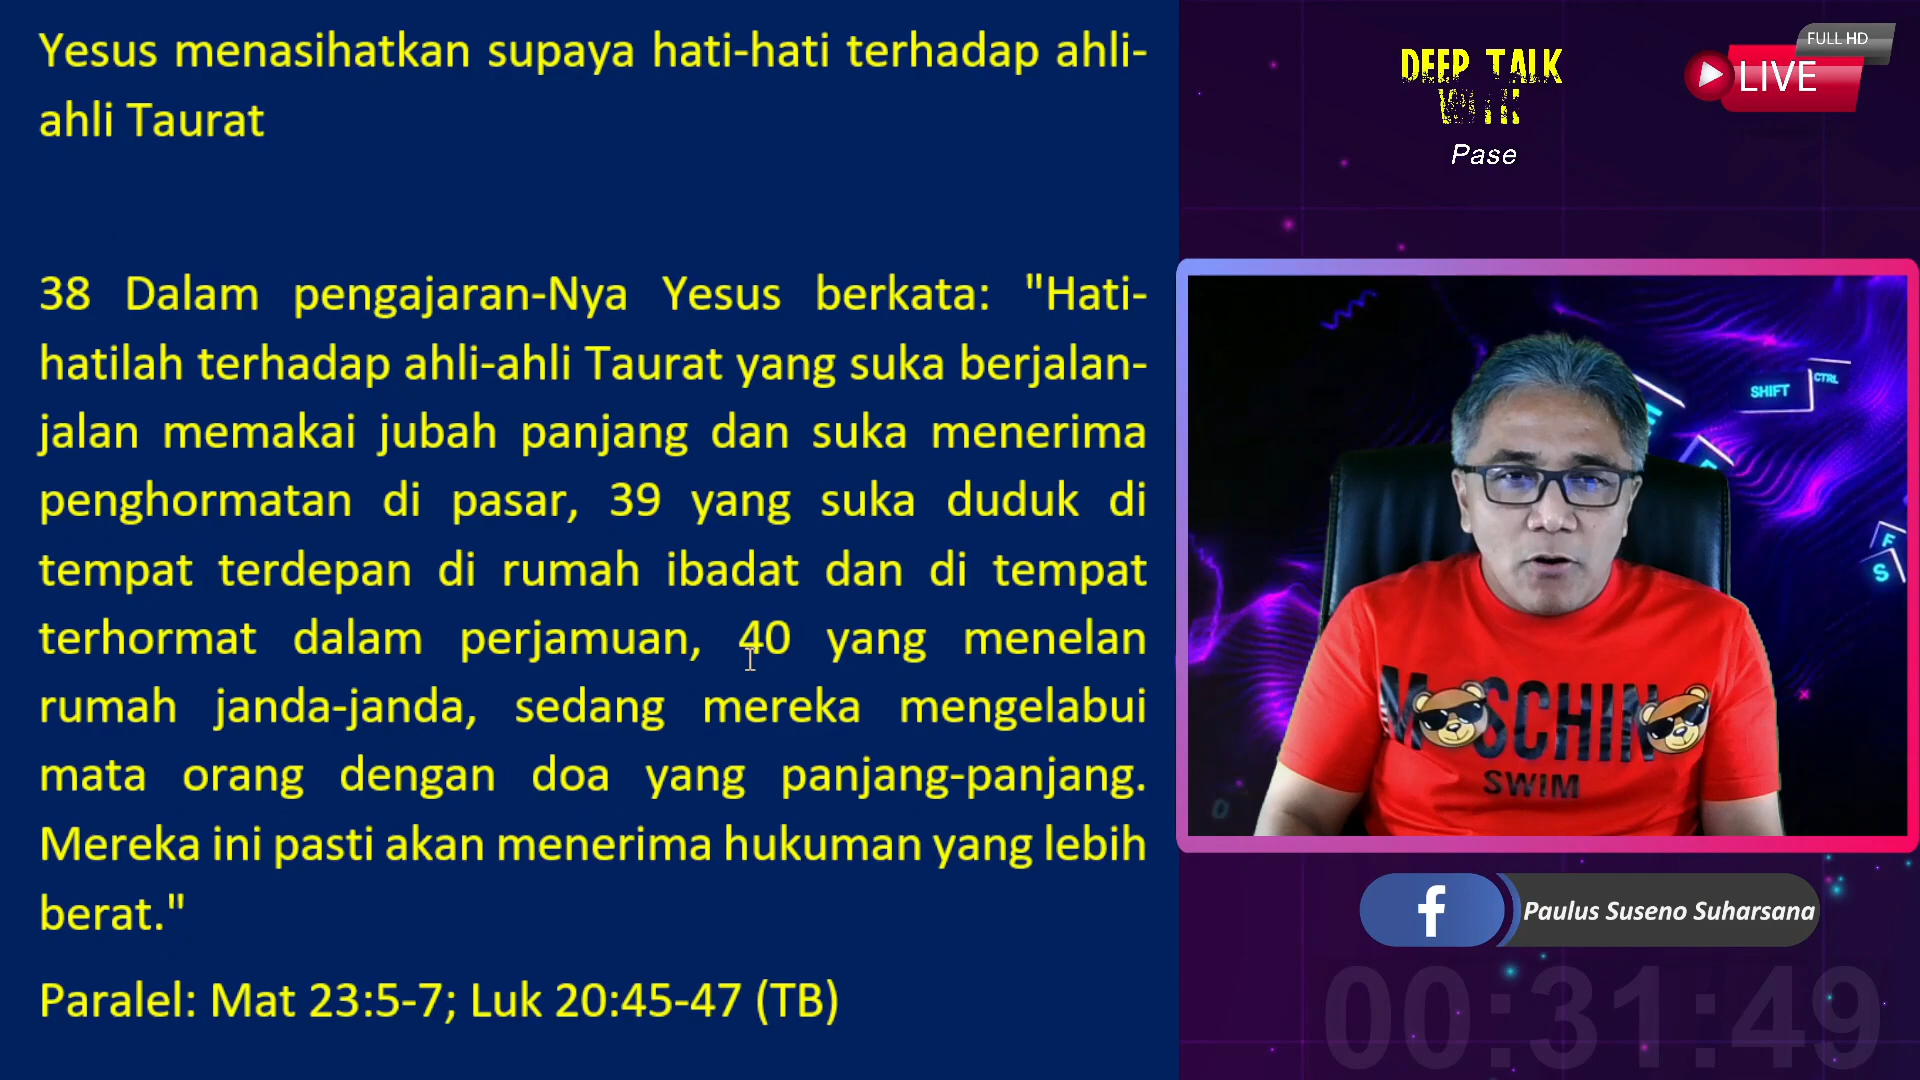 Yesus menasihatkan supaya hati-hati terhadap ahli-
ahli Taurat
38 Dalam pengajaran-Nya Yesus berkata: "Hati-
hatilah terhadap ahli-ahli Taurat yang suka berjalan-
jalan memakai jubah panjang dan suka menerima
penghormatan di pasar, 39 yang suka duduk di
tempat terdepan di rumah ibadat dan di tempat
terhormat dalam perjamuan, 40 yang menelan
rumah janda-janda, sedang mereka mengelabui
mata orang dengan doa yang panjang-panjang.
Mereka ini pasti akan menerima hukuman yang lebih
berat."
Paralel: Mat 23:5-7; Luk 20:45-47 (TB)
DEEP TALK
WITH
Pase
FULL HD
LIVE
SHIFT
CTRL
F
S
SWIM
Paulus Suseno Suharsana
00:31:49